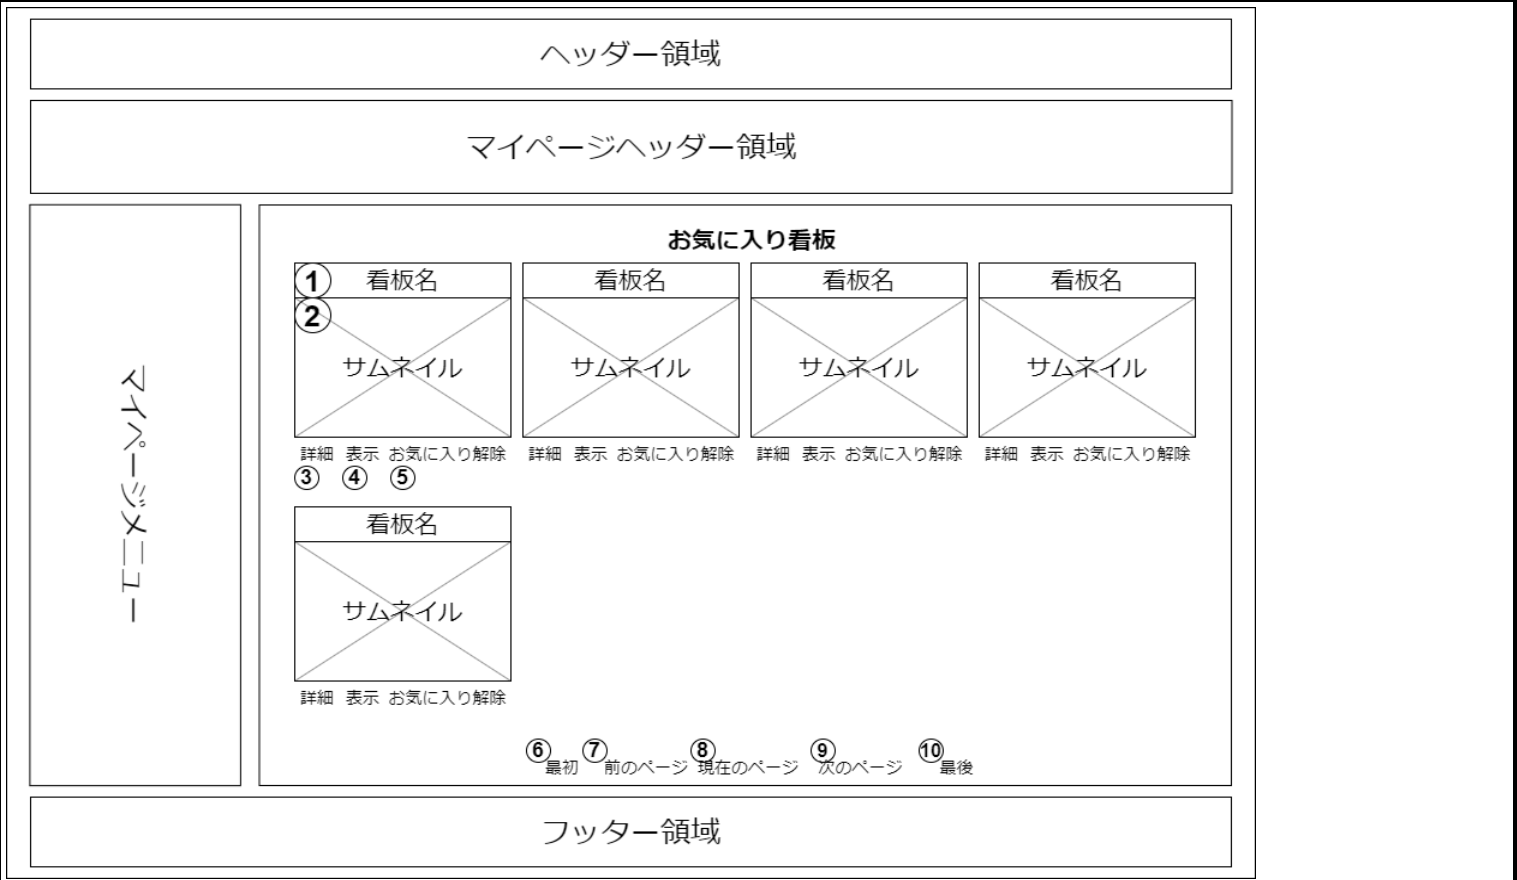 ヘッダー領域
マイページヘッダー領域
マイページメニュー
お気に入り看板
① 看板名 看板名 看板名 看板名
②
サムネイル サムネイル サムネイル サムネイル
詳細 表示 お気に入り解除 詳細 表示 お気に入り解除 詳細 表示 お気に入り解除 詳細 表示 お気に入り解除
③ ④ ⑤
看板名
サムネイル
詳細 表示 お気に入り解除
⑥ ⑦ ⑧ ⑨ ⑩
最初 前のページ 現在のページ 次のページ 最後
フッター領域